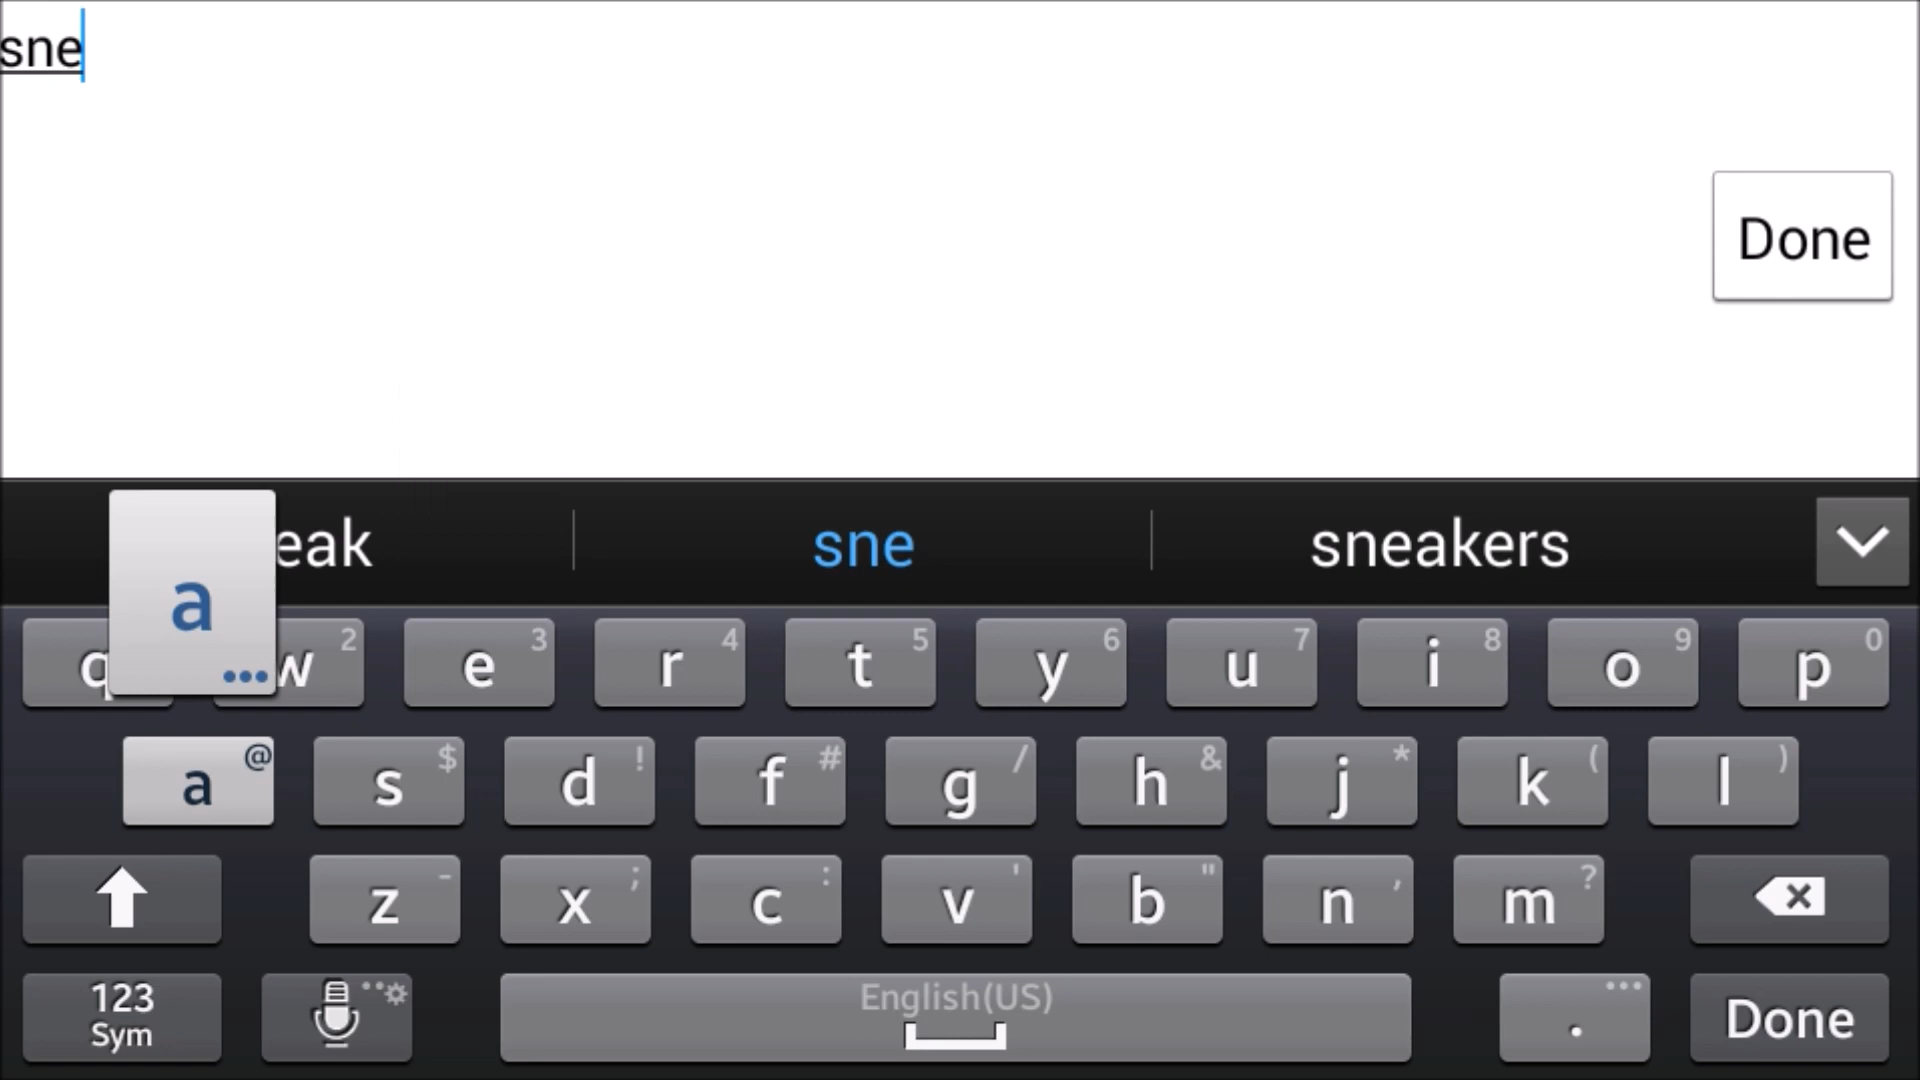 sne
Done
eak sne sneakers
a
q w 2 e 3 r 4 t 5 y 6 u 7 i 8 o 9 p 0
a @ s $ d ! f # g / h & j * k ( l )
z - x ; c : v ' b " n , m ?
123 Sym English(US) . Done